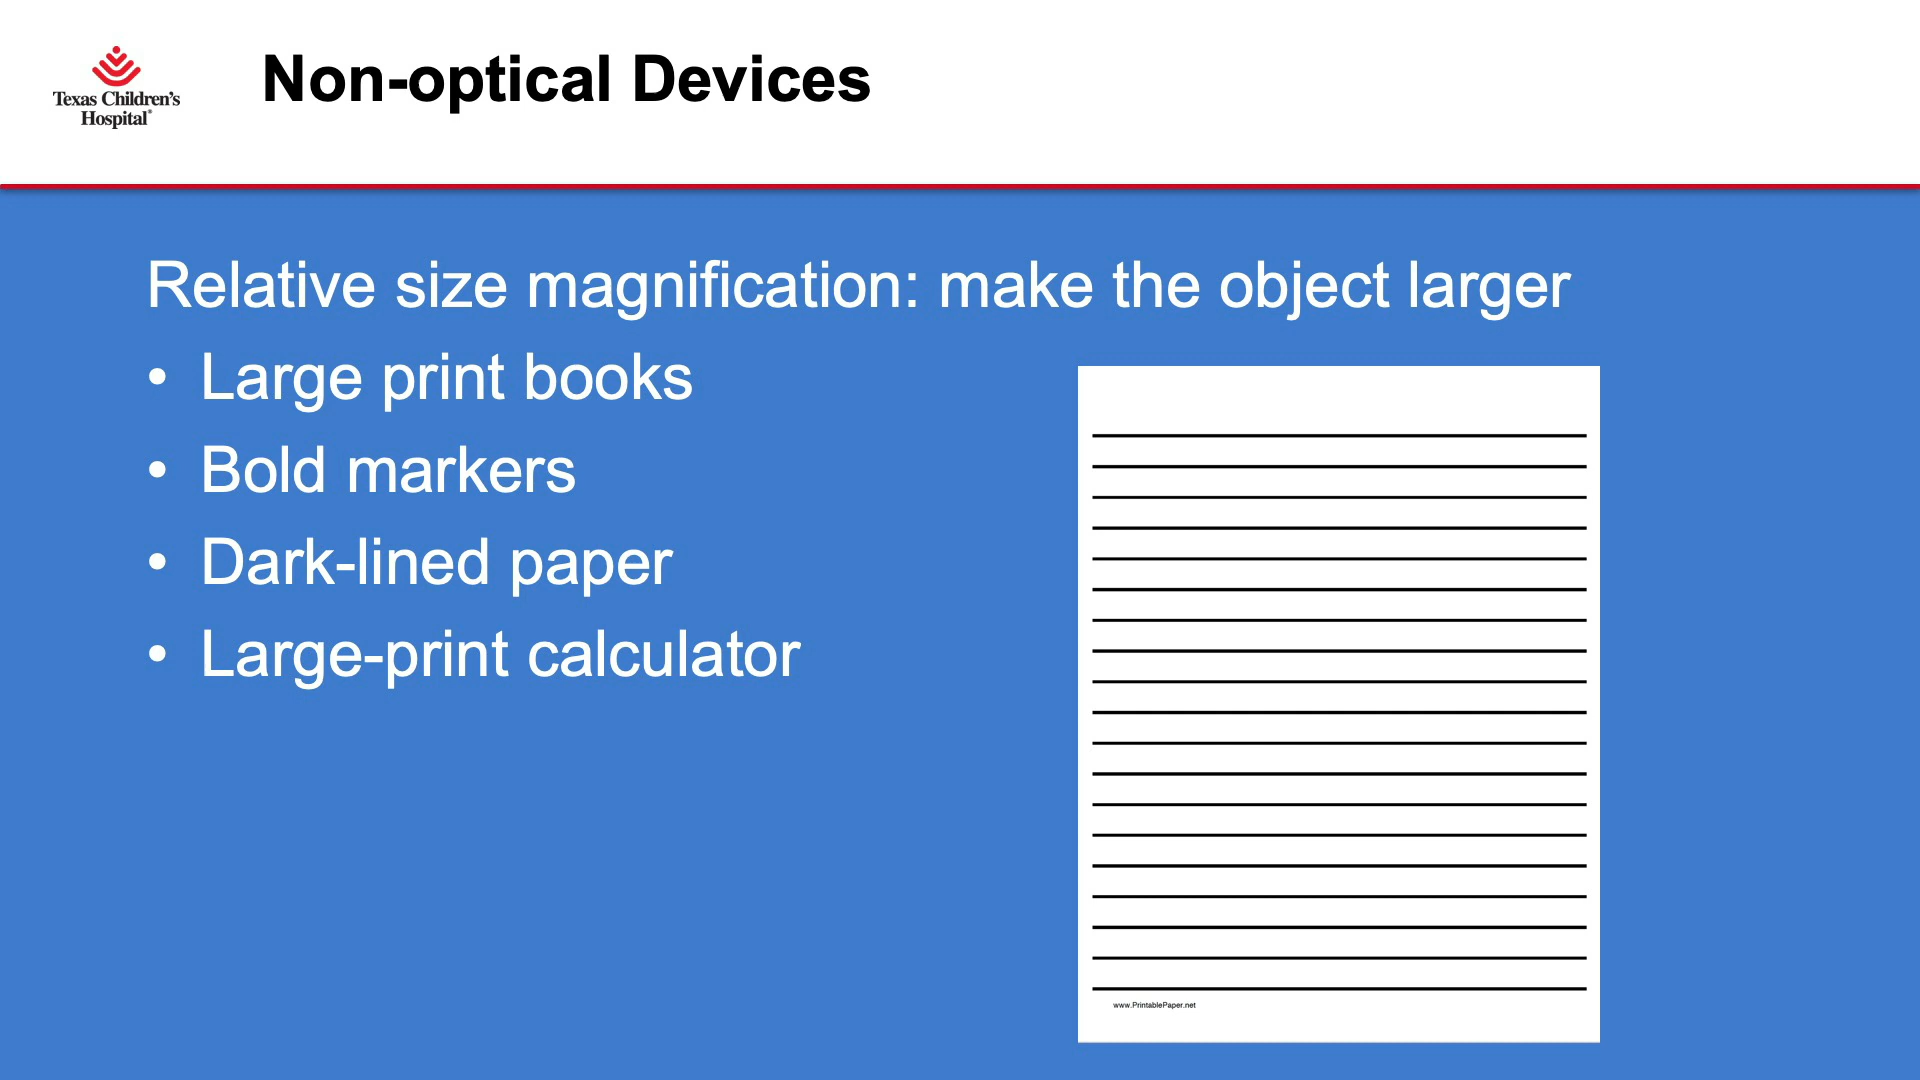 Texas Children's
Hospital®
Non-optical Devices
Relative size magnification: make the object larger
• Large print books
• Bold markers
• Dark-lined paper
• Large-print calculator
www.PrintablePaper.net